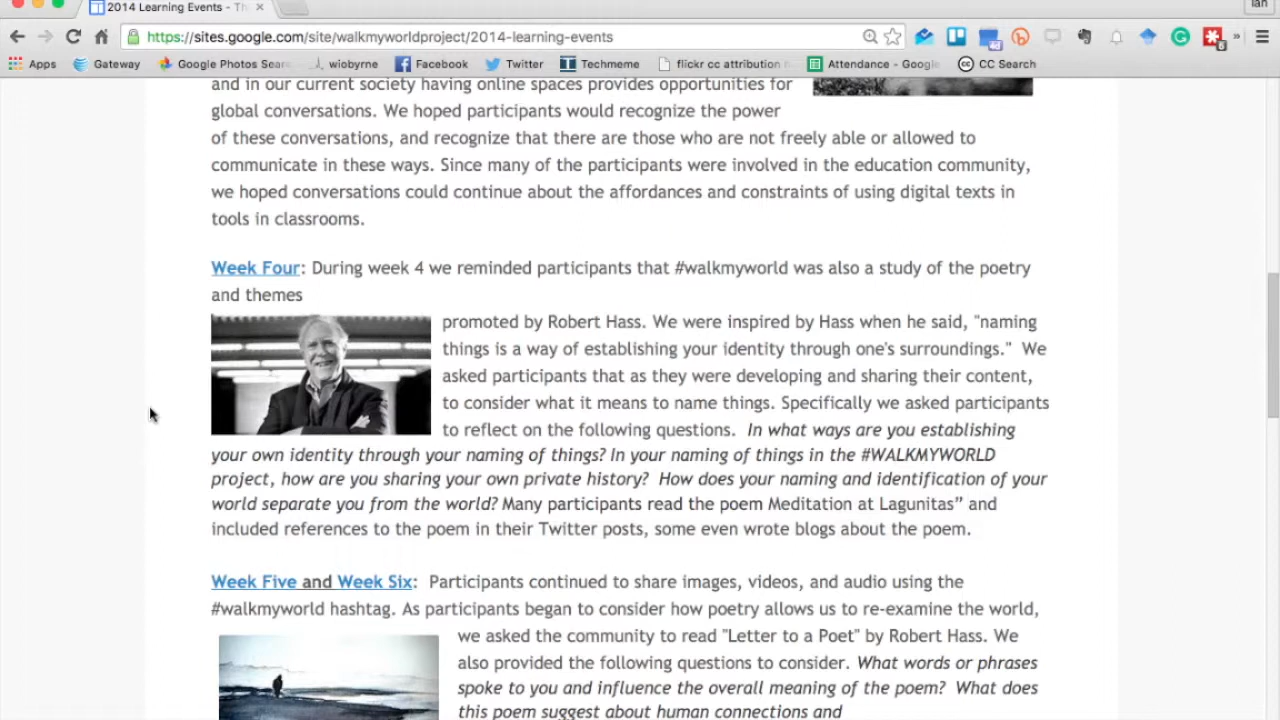 2014 Learning Events - Th
Ian
https://sites.google.com/site/walkmyworldproject/2014-learning-events
Apps Gateway Google Photos Sear wiobyrne Facebook Twitter Techmeme flickr cc attribution Attendance - Google CC Search
and in our current society having online spaces provides opportunities for
global conversations. We hoped participants would recognize the power
of these conversations, and recognize that there are those who are not freely able or allowed to
communicate in these ways. Since many of the participants were involved in the education community,
we hoped conversations could continue about the affordances and constraints of using digital texts in
tools in classrooms.
Week Four: During week 4 we reminded participants that #walkmyworld was also a study of the poetry
and themes
promoted by Robert Hass. We were inspired by Hass when he said, "naming
things is a way of establishing your identity through one's surroundings." We
asked participants that as they were developing and sharing their content,
to consider what it means to name things. Specifically we asked participants
to reflect on the following questions. In what ways are you establishing
your own identity through your naming of things? In your naming of things in the #WALKMYWORLD
project, how are you sharing your own private history? How does your naming and identification of your
world separate you from the world? Many participants read the poem Meditation at Lagunitas” and
included references to the poem in their Twitter posts, some even wrote blogs about the poem.
Week Five and Week Six: Participants continued to share images, videos, and audio using the
#walkmyworld hashtag. As participants began to consider how poetry allows us to re-examine the world,
we asked the community to read "Letter to a Poet" by Robert Hass. We
also provided the following questions to consider. What words or phrases
spoke to you and influence the overall meaning of the poem? What does
this poem suggest about human connections and